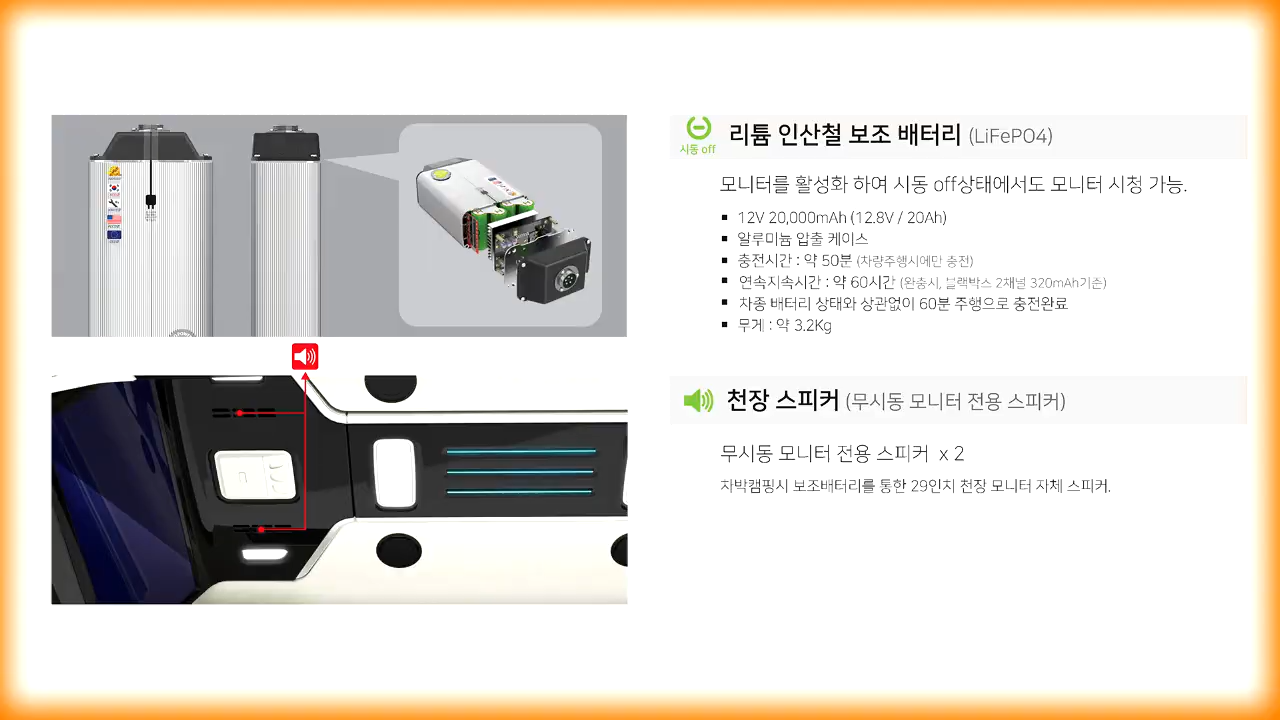 시동 off
리튬 인산철 보조 배터리 (LiFePO4)
모니터를 활성화 하여 시동 off상태에서도 모니터 시청 가능.
▪ 12V 20,000mAh (12.8V / 20Ah)
▪ 알루미늄 압출 케이스
▪ 충전시간 : 약 50분 (차량주행시에만 충전)
▪ 연속지속시간 : 약 60시간 (완충시, 블랙박스 2채널 320mAh기준)
▪ 차종 배터리 상태와 상관없이 60분 주행으로 충전완료
▪ 무게 : 약 3.2Kg
천장 스피커 (무시동 모니터 전용 스피커)
무시동 모니터 전용 스피커 x 2
차박캠핑시 보조배터리를 통한 29인치 천장 모니터 자체 스피커.